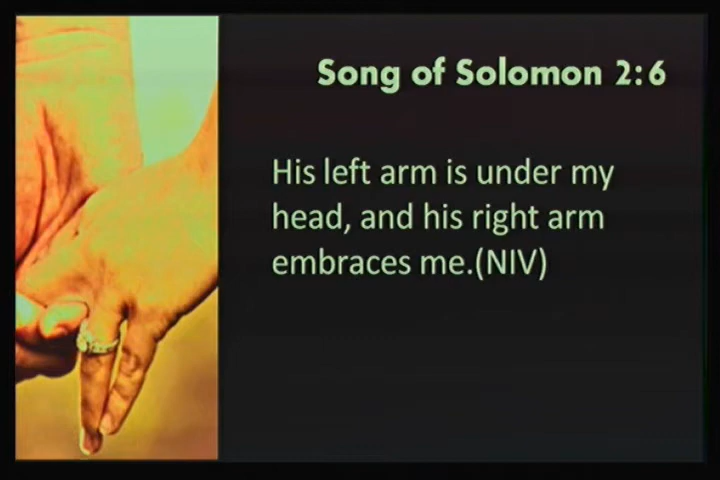 Song of Solomon 2:6
His left arm is under my
head, and his right arm
embraces me.(NIV)